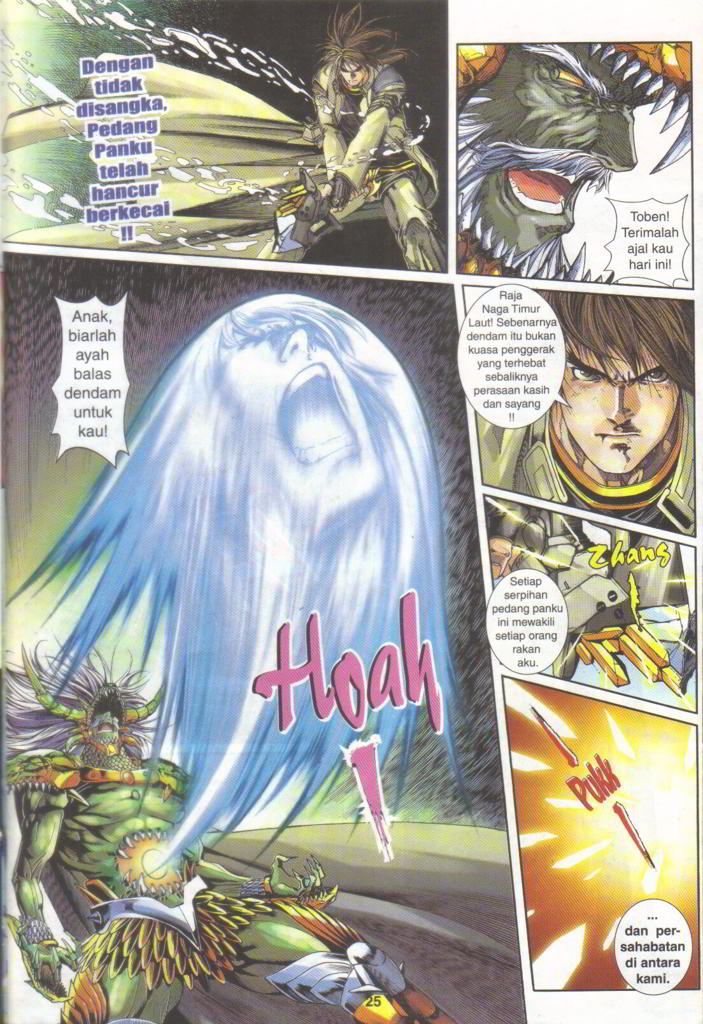 Dengan
tidak
disangka,
Pedang
Panku
telah
hancur
berkecai
!!
Toben!
Terimalah
ajal kau
hari ini!
Anak,
biarlah
ayah
balas
dendam
untuk
kau!
Hoah
!
Raja
Naga Timur
Laut! Sebenarnya
dendam itu bukan
kuasa penggerak
yang terhebat
sebaliknya
perasaan kasih
dan sayang
!!
Zhang
!
Setiap
serpihan
pedang panku
ini mewakili
setiap orang
rakan
aku.
Pukk
!
...
dan per-
sahabatan
di antara
kami.
25